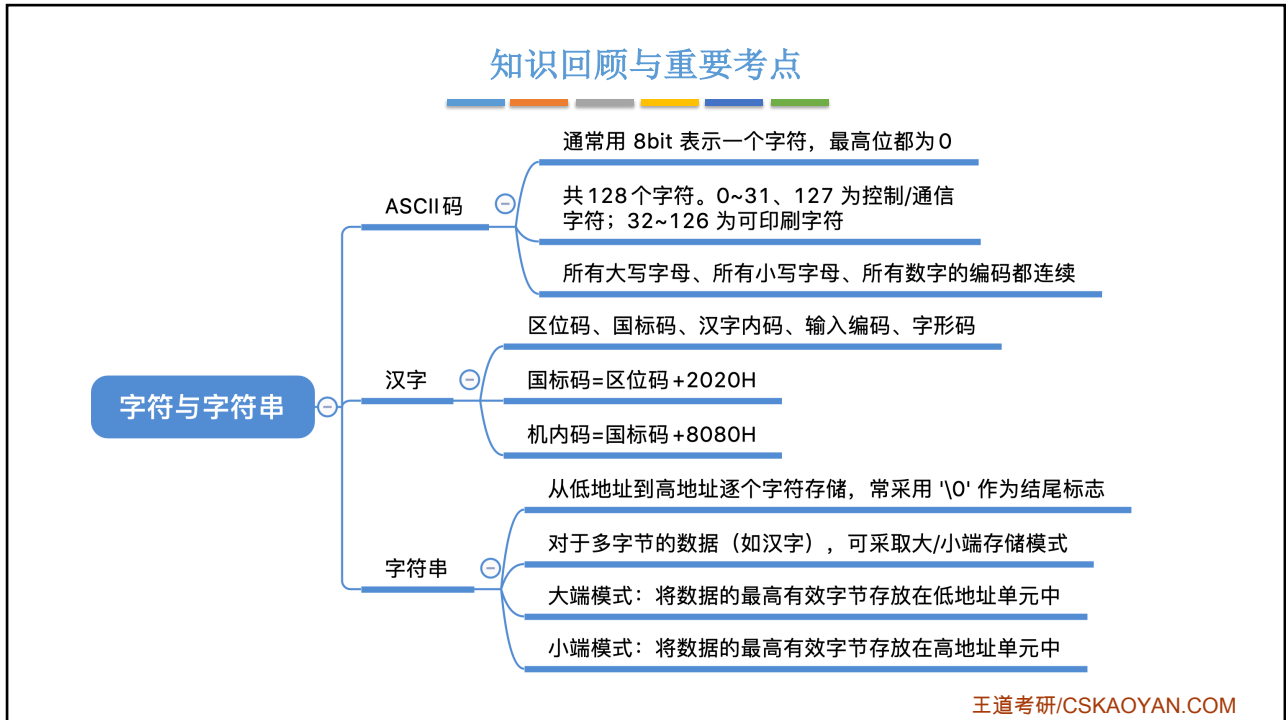 知识回顾与重要考点
字符与字符串
ASCII码
通常用 8bit 表示一个字符，最高位都为0
共128个字符。0~31、127 为控制/通信
字符；32~126 为可印刷字符
所有大写字母、所有小写字母、所有数字的编码都连续
汉字
区位码、国标码、汉字内码、输入编码、字形码
国标码=区位码+2020H
机内码=国标码+8080H
字符串
从低地址到高地址逐个字符存储，常采用 '\0' 作为结尾标志
对于多字节的数据（如汉字），可采取大/小端存储模式
大端模式：将数据的最高有效字节存放在低地址单元中
小端模式：将数据的最高有效字节存放在高地址单元中
王道考研/CSKAOYAN.COM